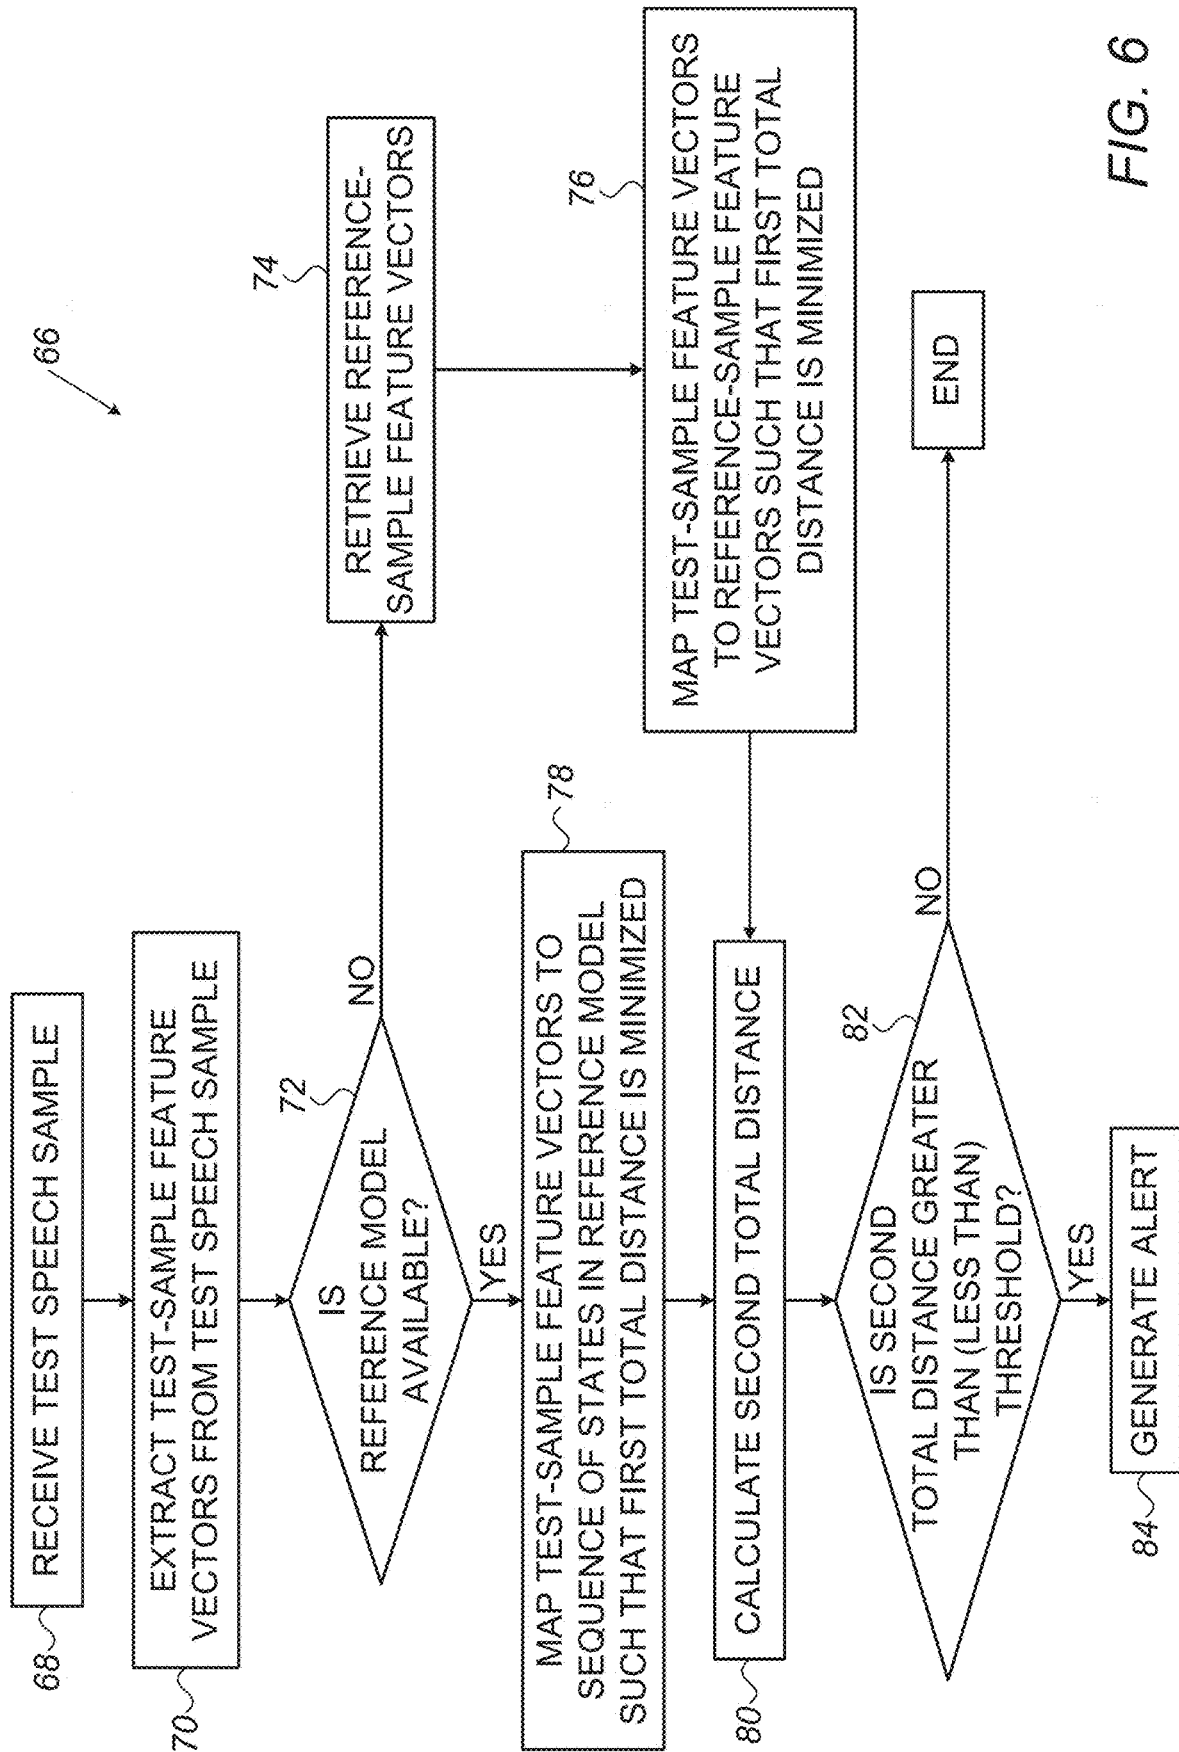 66
68
RECEIVE TEST SPEECH SAMPLE
70
EXTRACT TEST-SAMPLE FEATURE
VECTORS FROM TEST SPEECH SAMPLE
72
IS
REFERENCE MODEL
AVAILABLE?
NO
YES
74
RETRIEVE REFERENCE-
SAMPLE FEATURE VECTORS
76
MAP TEST-SAMPLE FEATURE VECTORS
TO REFERENCE-SAMPLE FEATURE
VECTORS SUCH THAT FIRST TOTAL
DISTANCE IS MINIMIZED
78
MAP TEST-SAMPLE FEATURE VECTORS TO
SEQUENCE OF STATES IN REFERENCE MODEL
SUCH THAT FIRST TOTAL DISTANCE IS MINIMIZED
80
CALCULATE SECOND TOTAL DISTANCE
82
IS SECOND
TOTAL DISTANCE GREATER
THAN (LESS THAN)
THRESHOLD?
NO
END
YES
84
GENERATE ALERT
FIG. 6